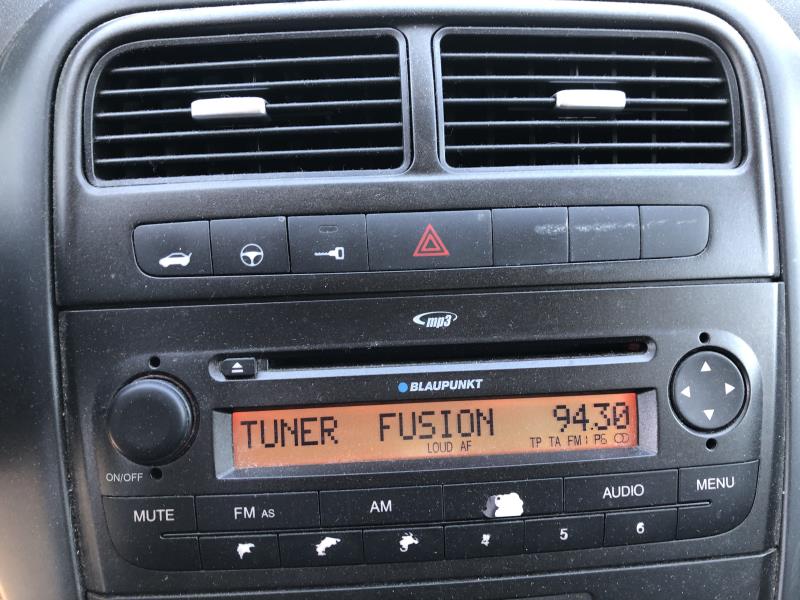 mp3
BLAUPUNKT
TUNER FUSION 94.30
LOUD AF TP TA FM1 P6
ON/OFF
MUTE FM AS AM AUDIO MENU
5 6